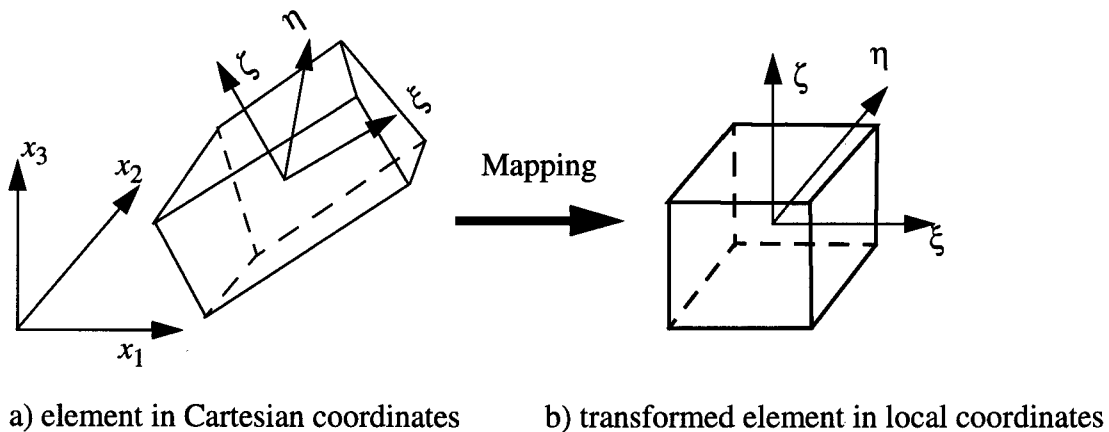 η
ζ
ξ
x3
x2
x1
Mapping
ζ
η
ξ
a) element in Cartesian coordinates
b) transformed element in local coordinates